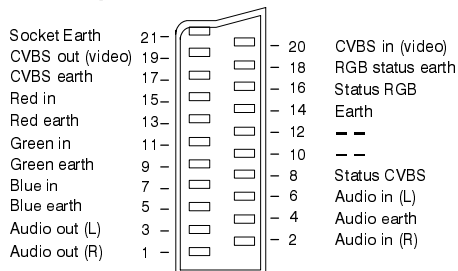 Socket Earth 21
CVBS out (video) 19
CVBS earth 17
Red in 15
Red earth 13
Green in 11
Green earth 9
Blue in 7
Blue earth 5
Audio out (L) 3
Audio out (R) 1
20 CVBS in (video)
18 RGB status earth
16 Status RGB
14 Earth
12 – –
10 – –
8 Status CVBS
6 Audio in (L)
4 Audio earth
2 Audio in (R)